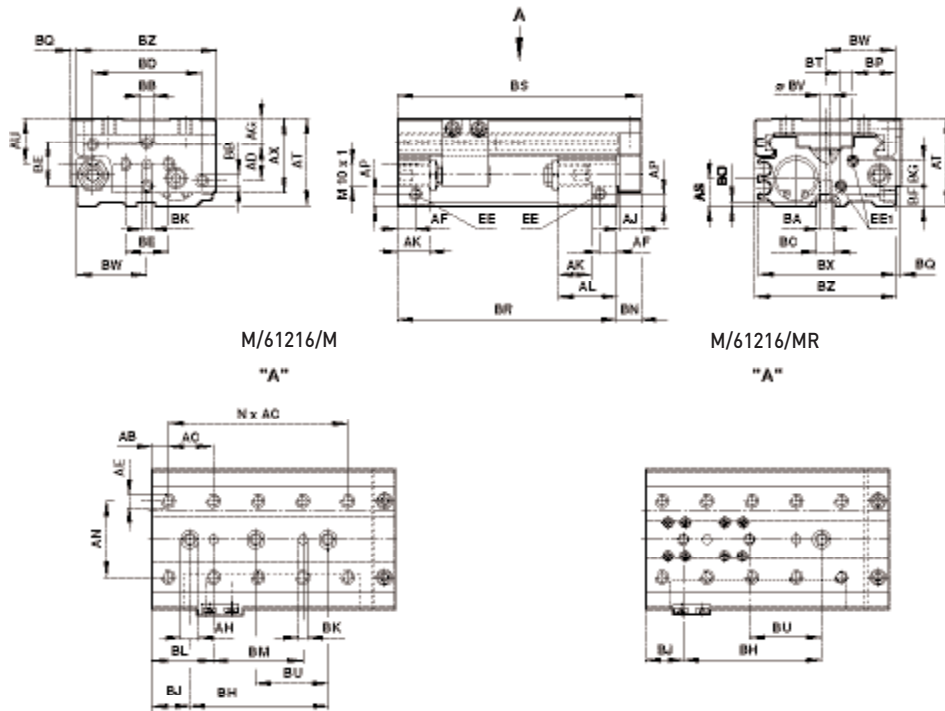 A
BQ
BZ
BD
BB
AU
BE
AG
AD
BB
AX
AT
BK
BE
BW
BS
M 10 x 1
AP
AP
AF
EE
EE
AJ
AF
AK
AK
AL
BR
BN
BW
BT
BP
ø BV
AS
BA
BC
BX
BZ
BQ
EE1
BF
BG
AT
M/61216/M
M/61216/MR
"A"
"A"
N x AC
AB
AC
AE
AN
AH
BK
BL
BM
BU
BJ
BH
BU
BJ
BH